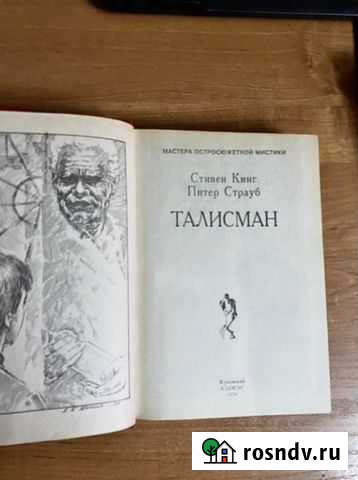 МАСТЕРА ОСТРОСЮЖЕТНОЙ МИСТИКИ
Стивен Кинг
Питер Страуб
ТАЛИСМАН
rosndv.ru